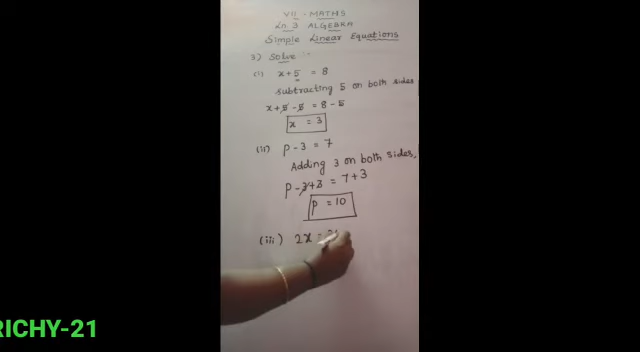 VII - MATHS
Ln. 3 ALGEBRA
Simple Linear Equations
3) Solve :-
(i) x + 5 = 8
Subtracting 5 on both sides
x + 5 - 5 = 8 - 5
x = 3
(ii) p - 3 = 7
Adding 3 on both sides,
p - 3 + 3 = 7 + 3
p = 10
(iii) 2x =
RICHY-21